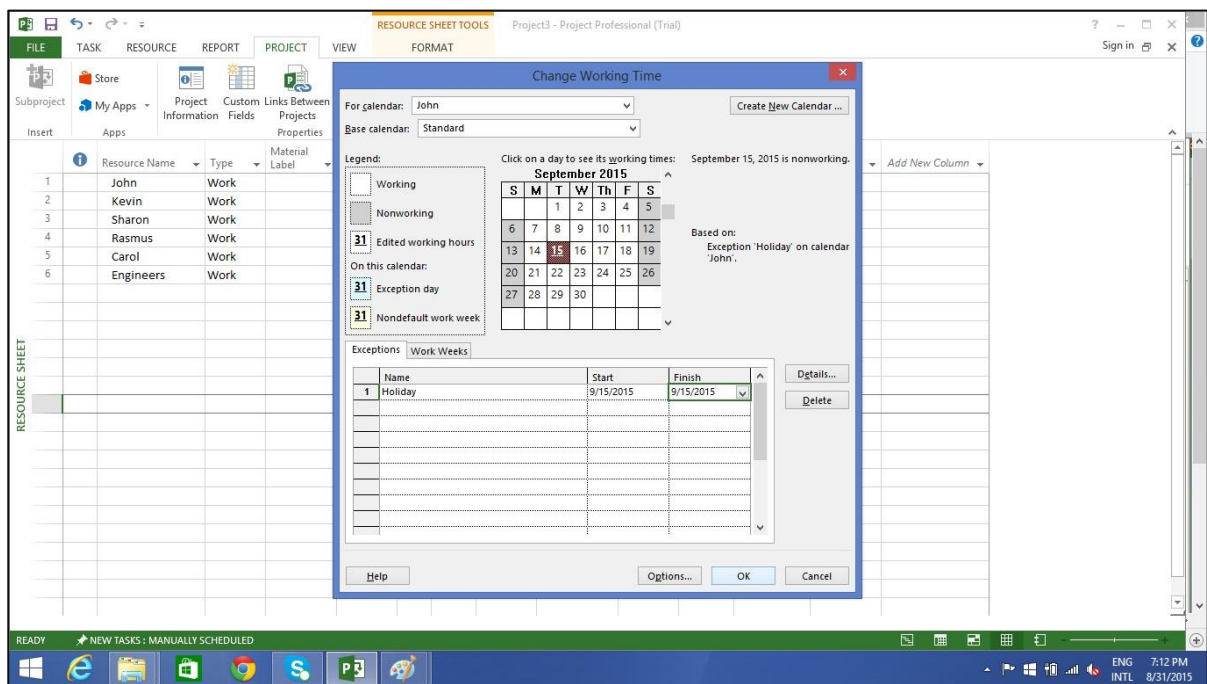 RESOURCE SHEET TOOLS
Project3 - Project Professional (Trial)
FILE TASK RESOURCE REPORT PROJECT VIEW FORMAT Sign in
Subproject
Store
My Apps
Project Information
Custom Fields
Links Between Projects
Insert Apps Properties
Resource Name Type Material Label Add New Column
1 John Work
2 Kevin Work
3 Sharon Work
4 Rasmus Work
5 Carol Work
6 Engineers Work
RESOURCE SHEET
Change Working Time
For calendar: John Create New Calendar ...
Base calendar: Standard
Legend:
Working
Nonworking
31 Edited working hours
On this calendar:
31 Exception day
31 Nondefault work week
Click on a day to see its working times:
September 2015
S M T W Th F S
1 2 3 4 5
6 7 8 9 10 11 12
13 14 15 16 17 18 19
20 21 22 23 24 25 26
27 28 29 30
September 15, 2015 is nonworking.
Based on:
Exception 'Holiday' on calendar
'John'.
Exceptions Work Weeks
Name Start Finish
1 Holiday 9/15/2015 9/15/2015
Details...
Delete
Help Options... OK Cancel
READY NEW TASKS : MANUALLY SCHEDULED
ENG 7:12 PM
INTL 8/31/2015